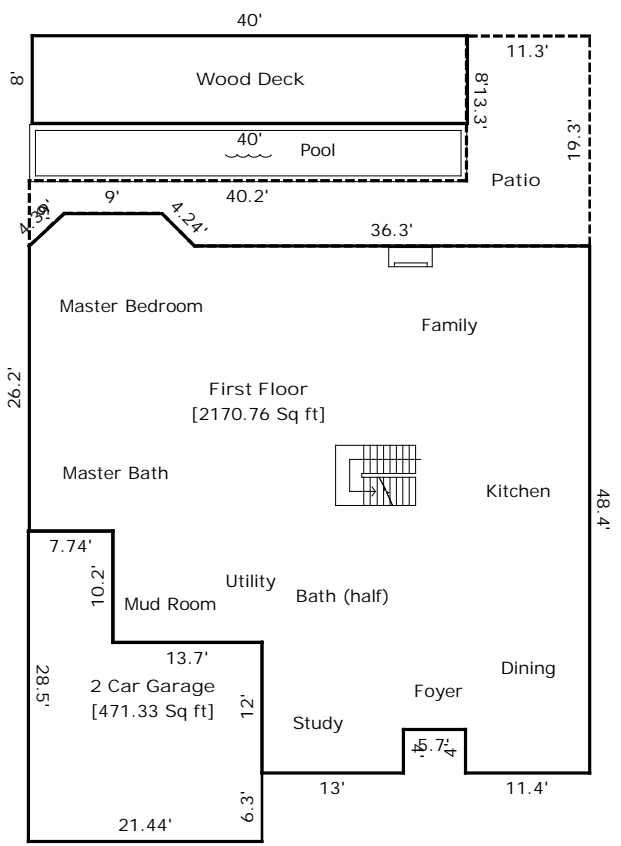 40'
11.3'
8'
Wood Deck
8'
13.3'
19.3'
40'
Pool
Patio
9'
9'
40.2'
4.39'
4.24'
36.3'
Master Bedroom
Family
26.2'
First Floor
[2170.76 Sq ft]
Master Bath
Kitchen
48.4'
7.74'
10.2'
Utility
Mud Room
Bath (half)
13.7'
28.5'
2 Car Garage
[471.33 Sq ft]
12'
Dining
Foyer
Study
4'
5.7'
4'
13'
11.4'
6.3'
21.44'